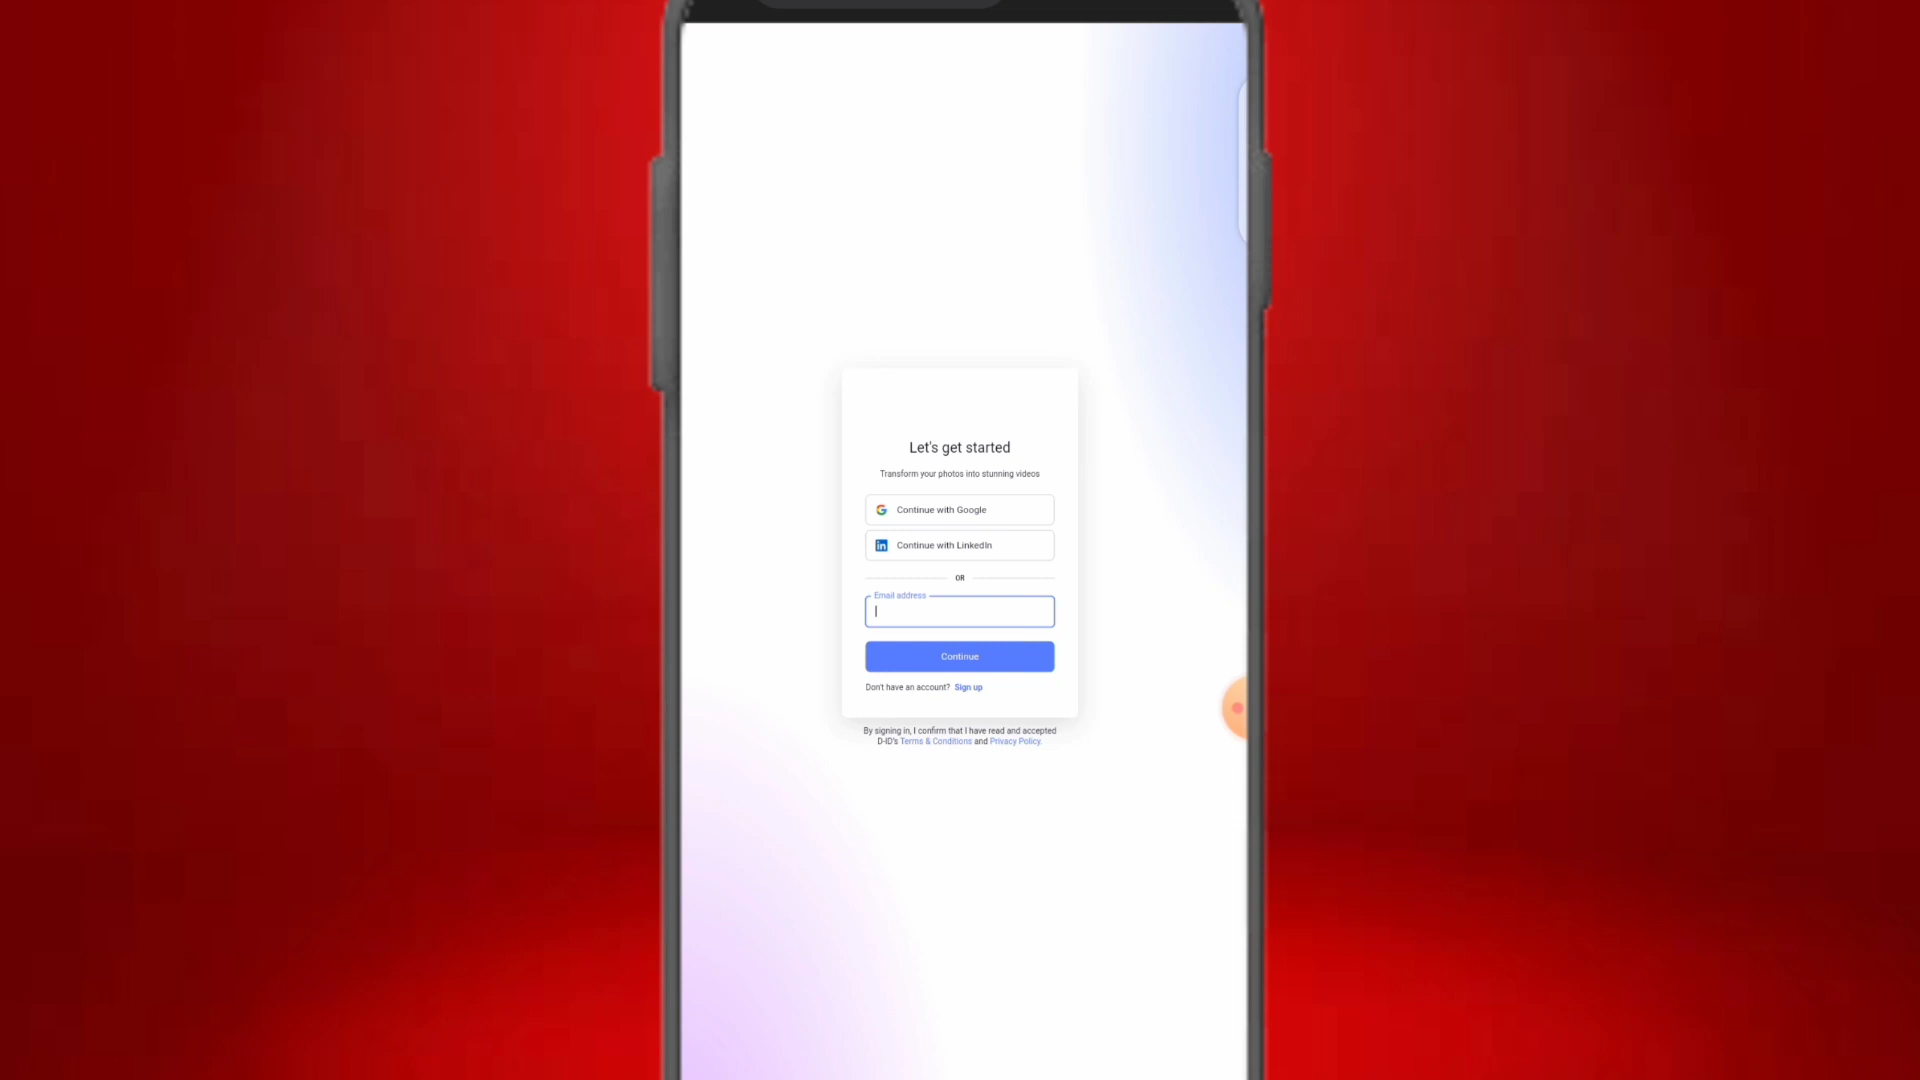 Let's get started
Transform your photos into stunning videos
Continue with Google
Continue with LinkedIn
OR
Email address
Continue
Don't have an account? Sign up
By signing in, I confirm that I have read and accepted
D-ID's Terms & Conditions and Privacy Policy.